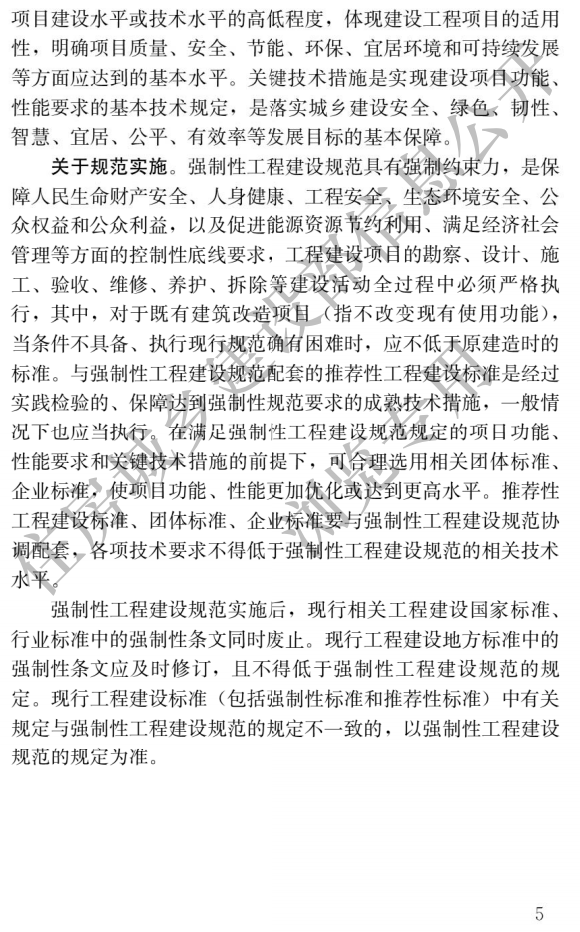 项目建设水平或技术水平的高低程度，体现建设工程项目的适用
性，明确项目质量、安全、节能、环保、宜居环境和可持续发展
等方面应达到的基本水平。关键技术措施是实现建设项目功能、
性能要求的基本技术规定，是落实城乡建设安全、绿色、韧性、
智慧、宜居、公平、有效率等发展目标的基本保障。
关于规范实施。强制性工程建设规范具有强制约束力，是保
障人民生命财产安全、人身健康、工程安全、生态环境安全、公
众权益和公众利益，以及促进能源资源节约利用、满足经济社会
管理等方面的控制性底线要求，工程建设项目的勘察、设计、施
工、验收、维修、养护、拆除等建设活动全过程中必须严格执
行，其中，对于既有建筑改造项目（指不改变现有使用功能），
当条件不具备、执行现行规范确有困难时，应不低于原建造时的
标准。与强制性工程建设规范配套的推荐性工程建设标准是经过
实践检验的、保障达到强制性规范要求的成熟技术措施，一般情
况下也应当执行。在满足强制性工程建设规范规定的项目功能、
性能要求和关键技术措施的前提下，可合理选用相关团体标准、
企业标准，使项目功能、性能更加优化或达到更高水平。推荐性
工程建设标准、团体标准、企业标准要与强制性工程建设规范协
调配套，各项技术要求不得低于强制性工程建设规范的相关技术
水平。
强制性工程建设规范实施后，现行相关工程建设国家标准、
行业标准中的强制性条文同时废止。现行工程建设地方标准中的
强制性条文应及时修订，且不得低于强制性工程建设规范的规
定。现行工程建设标准（包括强制性标准和推荐性标准）中有关
规定与强制性工程建设规范的规定不一致的，以强制性工程建设
规范的规定为准。
住房城乡建设部信息公开
浏览专用
5